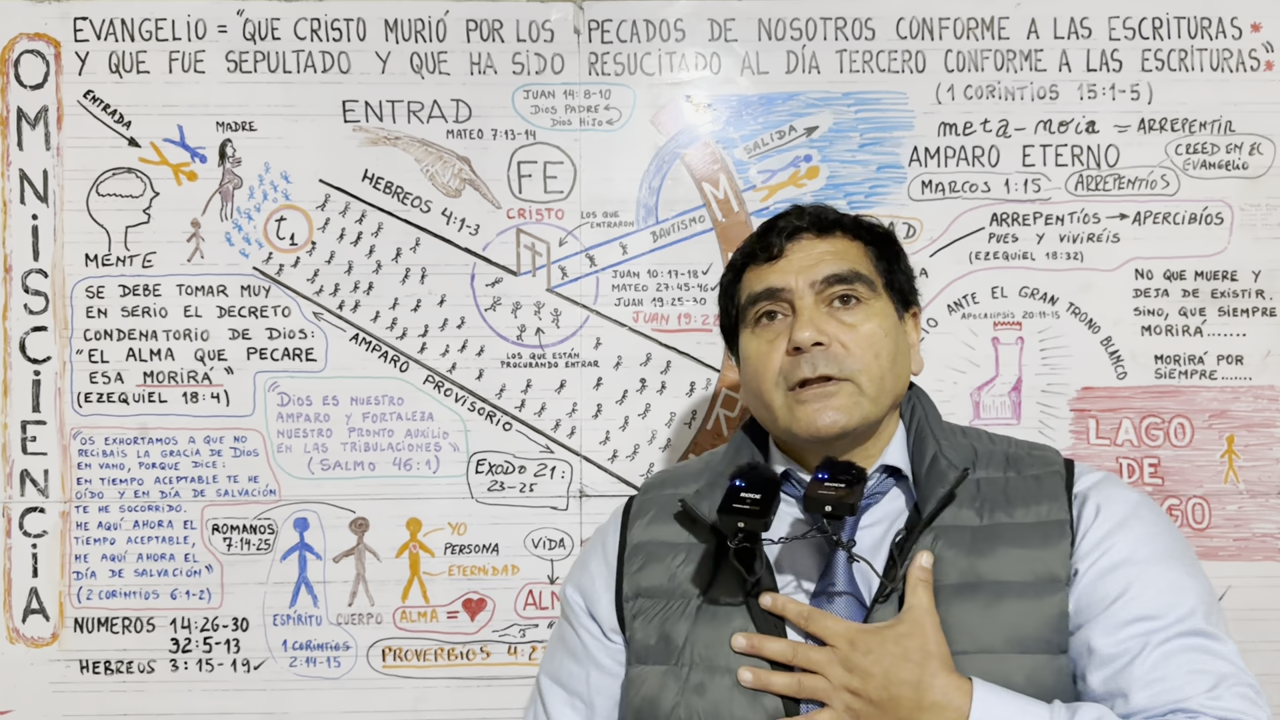 EVANGELIO = "QUE CRISTO MURIÓ POR LOS PECADOS DE NOSOTROS CONFORME A LAS ESCRITURAS
Y QUE FUE SEPULTADO Y QUE HA SIDO RESUCITADO AL DÍA TERCERO CONFORME A LAS ESCRITURAS"
(1 CORINTIOS 15:1-5)
OMNISCIENCIA
ENTRADA
MADRE
MENTE
t1
ENTRAD
MATEO 7:13-14
JUAN 14:8-10
DIOS PADRE
DIOS HIJO
HEBREOS 4:1-3
FE
CRISTO
LOS QUE
ENTRARON
BAUTISMO
SALIDA
M
R
JUAN 10:17-18
MATEO 27:45-46
JUAN 19:25-30
JUAN 19:2
LOS QUE ESTÁN
PROCURANDO ENTRAR
AMPARO PROVISORIO
meta-noia = ARREPENTIR
AMPARO ETERNO
CREED EN EL
EVANGELIO
MARCOS 1:15
ARREPENTÍOS
AD
ARREPENTÍOS → APERCIBÍOS
PUES Y VIVIRÉIS
(EZEQUIEL 18:32)
A
O ANTE EL GRAN TRONO BLANCO
APOCALIPSIS 20:11-15
NO QUE MUERE Y
DEJA DE EXISTIR.
SINO, QUE SIEMPRE
MORIRA.......
MORIRÁ POR
SIEMPRE.......
LAGO
DE
GO
SE DEBE TOMAR MUY
EN SERIO EL DECRETO
CONDENATORIO DE DIOS:
"EL ALMA QUE PECARE
ESA MORIRÁ"
(EZEQUIEL 18:4)
DIOS ES NUESTRO
AMPARO Y FORTALEZA
NUESTRO PRONTO AUXILIO
EN LAS TRIBULACIONES"
(SALMO 46:1)
EXODO 21:
23-25
"OS EXHORTAMOS A QUE NO
RECIBÁIS LA GRACIA DE DIOS
EN VANO, PORQUE DICE:
EN TIEMPO ACEPTABLE TE HE
OÍDO Y EN DÍA DE SALVACIÓN
TE HE SOCORRIDO.
HE AQUÍ AHORA EL
TIEMPO ACEPTABLE,
HE AQUÍ AHORA EL
DÍA DE SALVACIÓN"
(2 CORINTIOS 6:1-2)
NUMEROS 14:26-30
32:5-13
HEBREOS 3:15-19
ROMANOS
7:14-25
ESPÍRITU
CUERPO
1 CORINTIOS
2:14-15
YO
PERSONA
ETERNIDAD
ALMA =
VIDA
ALM
PROVERBIOS 4:2
RODE
RODE